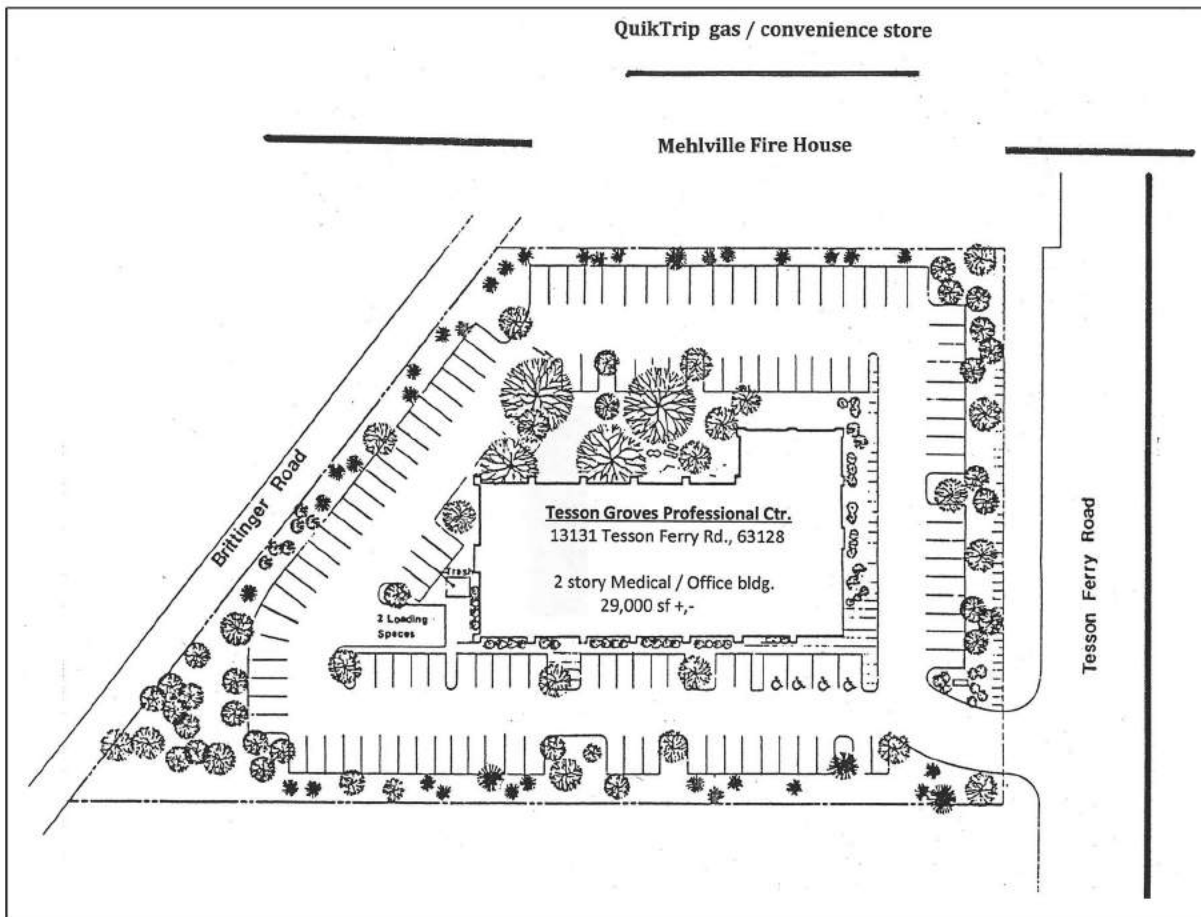 QuikTrip gas / convenience store
Mehlville Fire House
Brittinger Road
Tesson Groves Professional Ctr.
13131 Tesson Ferry Rd., 63128
2 story Medical / Office bldg.
29,000 sf +,-
Trash
2 Loading
Spaces
Tesson Ferry Road